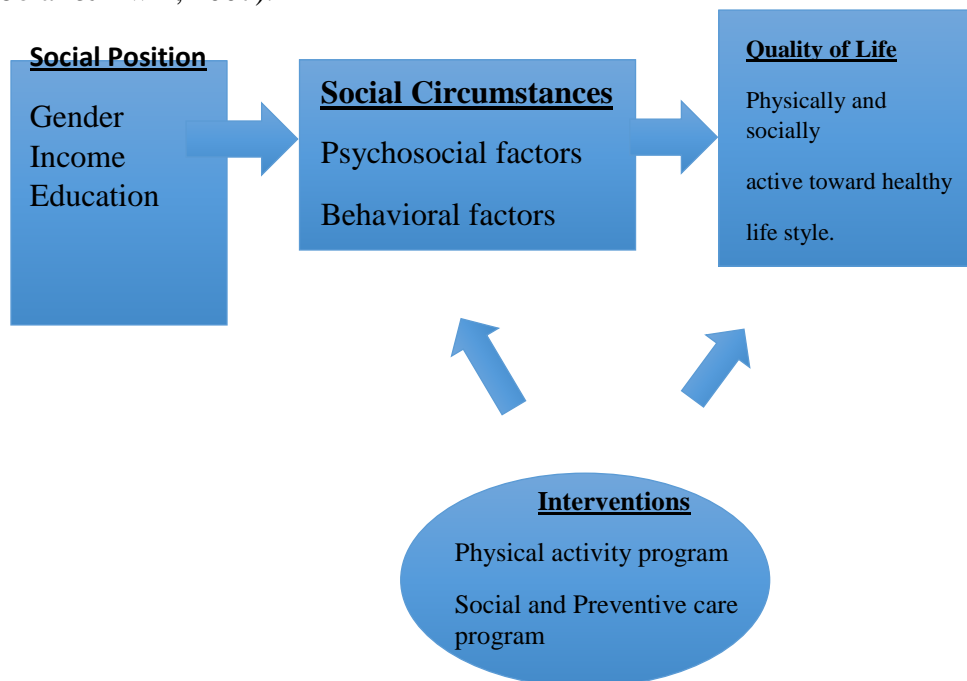 Social Position
Gender
Income
Education
Social Circumstances
Psychosocial factors
Behavioral factors
Quality of Life
Physically and
socially
active toward healthy
life style.
Interventions
Physical activity program
Social and Preventive care
program